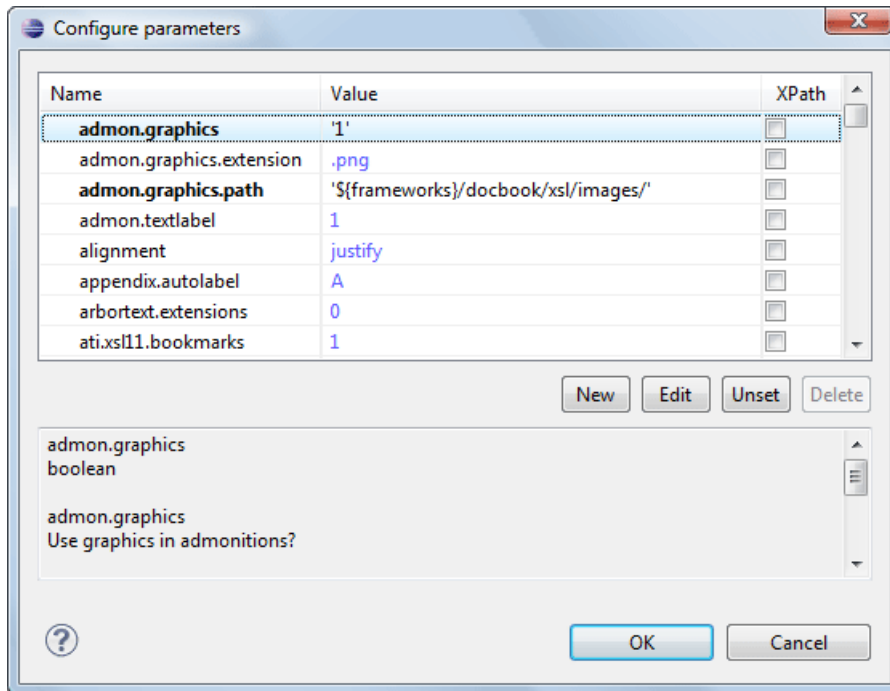 Configure parameters
Name Value XPath
admon.graphics '1'
admon.graphics.extension .png
admon.graphics.path '${frameworks}/docbook/xsl/images/'
admon.textlabel 1
alignment justify
appendix.autolabel A
arbortext.extensions 0
ati.xsl11.bookmarks 1
New Edit Unset Delete
admon.graphics
boolean
admon.graphics
Use graphics in admonitions?
OK Cancel